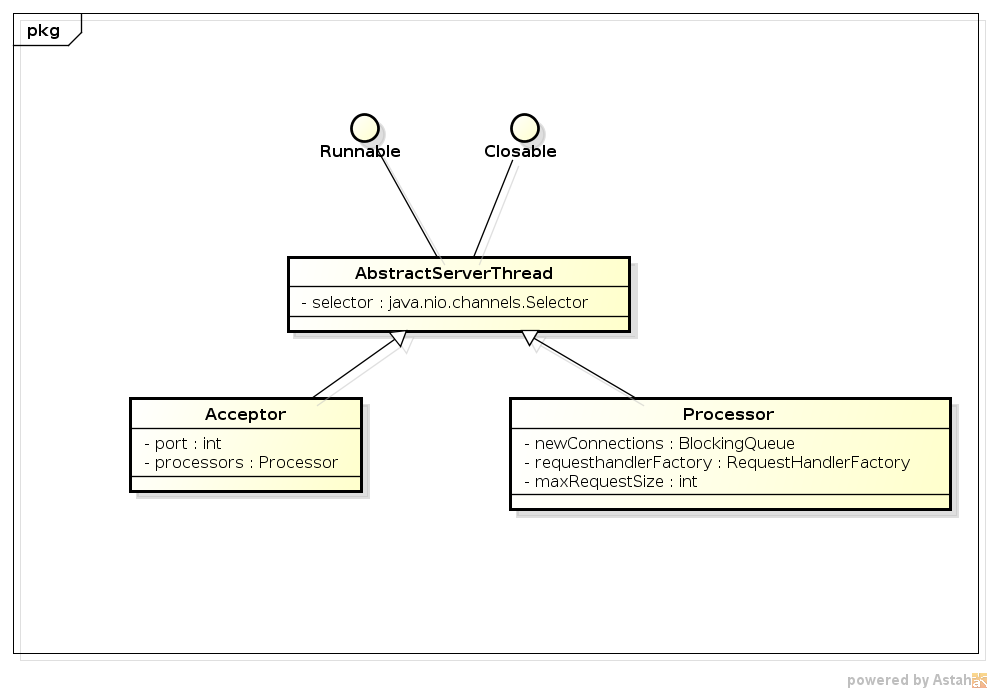 pkg
Runnable
Closable
AbstractServerThread
- selector : java.nio.channels.Selector
Acceptor
- port : int
- processors : Processor
Processor
- newConnections : BlockingQueue
- requesthandlerFactory : RequestHandlerFactory
- maxRequestSize : int
powered by Astah